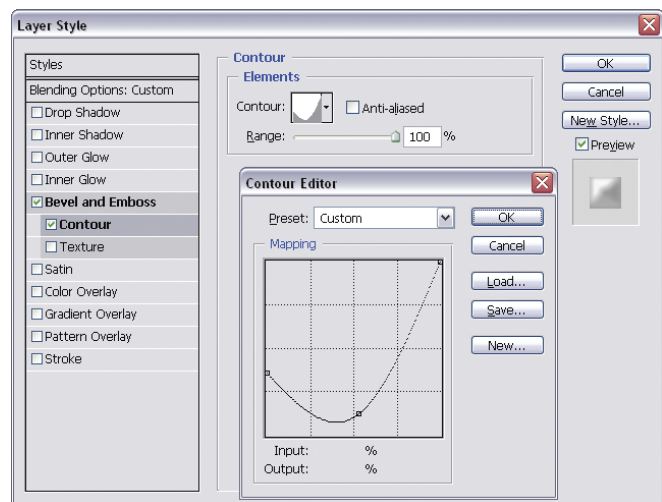 Layer Style
Styles
Blending Options: Custom
Drop Shadow
Inner Shadow
Outer Glow
Inner Glow
Bevel and Emboss
Contour
Texture
Satin
Color Overlay
Gradient Overlay
Pattern Overlay
Stroke
Contour
Elements
Contour:
Anti-aliased
Range:
100 %
OK
Cancel
New Style...
Preview
Contour Editor
Preset: Custom
Mapping
Input: %
Output: %
OK
Cancel
Load...
Save...
New...